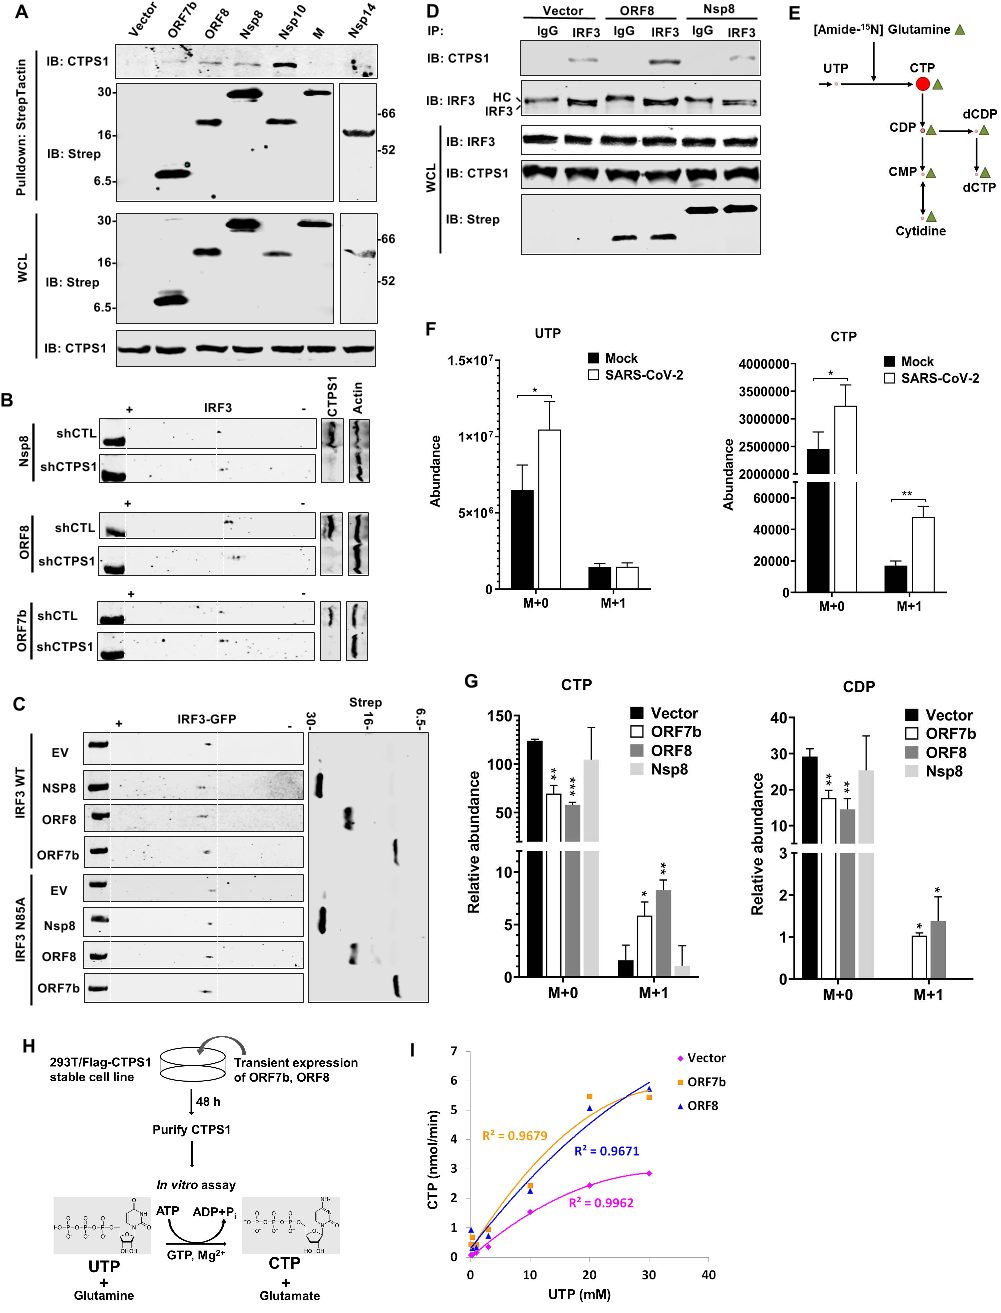 A
Vector ORF7b ORF8 Nsp8 Nsp10 M Nsp14
Pulldown: StrepTactin
IB: CTPS1
30
16
6.5
IB: Strep
66
52
WCL
30
16
6.5
IB: Strep
66
52
IB: CTPS1
B
+ IRF3 -
CTPS1 Actin
Nsp8
shCTL
shCTPS1
+ -
ORF8
shCTL
shCTPS1
+ -
ORF7b
shCTL
shCTPS1
C
+ IRF3-GFP -
Strep
30- 16- 6.5-
IRF3 WT
EV
NSP8
ORF8
ORF7b
IRF3 N85A
EV
Nsp8
ORF8
ORF7b
D
Vector ORF8 Nsp8
IP: IgG IRF3 IgG IRF3 IgG IRF3
IB: CTPS1
IB: IRF3
HC
IRF3
WCL
IB: IRF3
IB: CTPS1
IB: Strep
E
[Amide-¹⁵N] Glutamine
UTP CTP
CDP dCDP
CMP dCTP
Cytidine
F
UTP
Mock
SARS-CoV-2
Abundance
1.5×10⁷
1×10⁷
5×10⁶
0
*
M+0 M+1
CTP
Mock
SARS-CoV-2
Abundance
4000000
3500000
3000000
2500000
2000000
60000
40000
20000
0
*
**
M+0 M+1
G
CTP
Vector
ORF7b
ORF8
Nsp8
Relative abundance
150
100
50
10
5
0
** ***
* **
M+0 M+1
CDP
Vector
ORF7b
ORF8
Nsp8
Relative abundance
40
30
20
10
3
2
1
0
** **
* *
M+0 M+1
H
293T/Flag-CTPS1
stable cell line
Transient expression
of ORF7b, ORF8
48 h
Purify CTPS1
In vitro assay
ATP ADP+Pi
GTP, Mg²⁺
UTP
+
Glutamine
CTP
+
Glutamate
I
Vector
ORF7b
ORF8
CTP (nmol/min)
7
6
5
4
3
2
1
0
R² = 0.9679
R² = 0.9671
R² = 0.9962
0 10 20 30 40
UTP (mM)